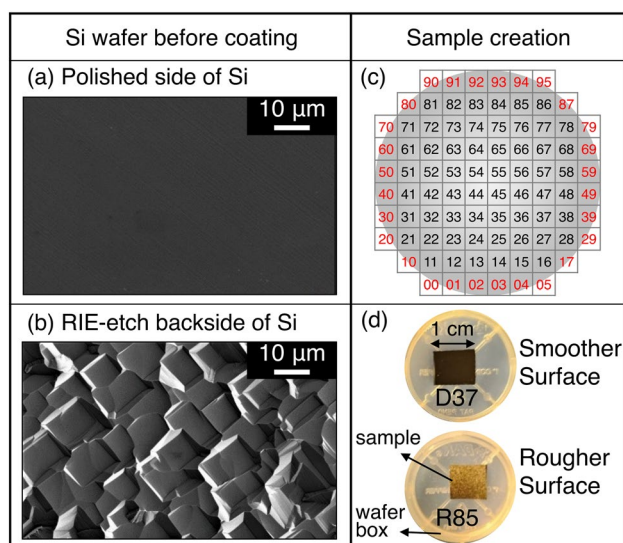 Si wafer before coating
Sample creation
(a) Polished side of Si
10 µm
(c)
90 91 92 93 94 95
80 81 82 83 84 85 86 87
70 71 72 73 74 75 76 77 78 79
60 61 62 63 64 65 66 67 68 69
50 51 52 53 54 55 56 57 58 59
40 41 42 43 44 45 46 47 48 49
30 31 32 33 34 35 36 37 38 39
20 21 22 23 24 25 26 27 28 29
10 11 12 13 14 15 16 17
00 01 02 03 04 05
(b) RIE-etch backside of Si
10 µm
(d)
1 cm
D37
Smoother
Surface
sample
R85
wafer
box
Rougher
Surface